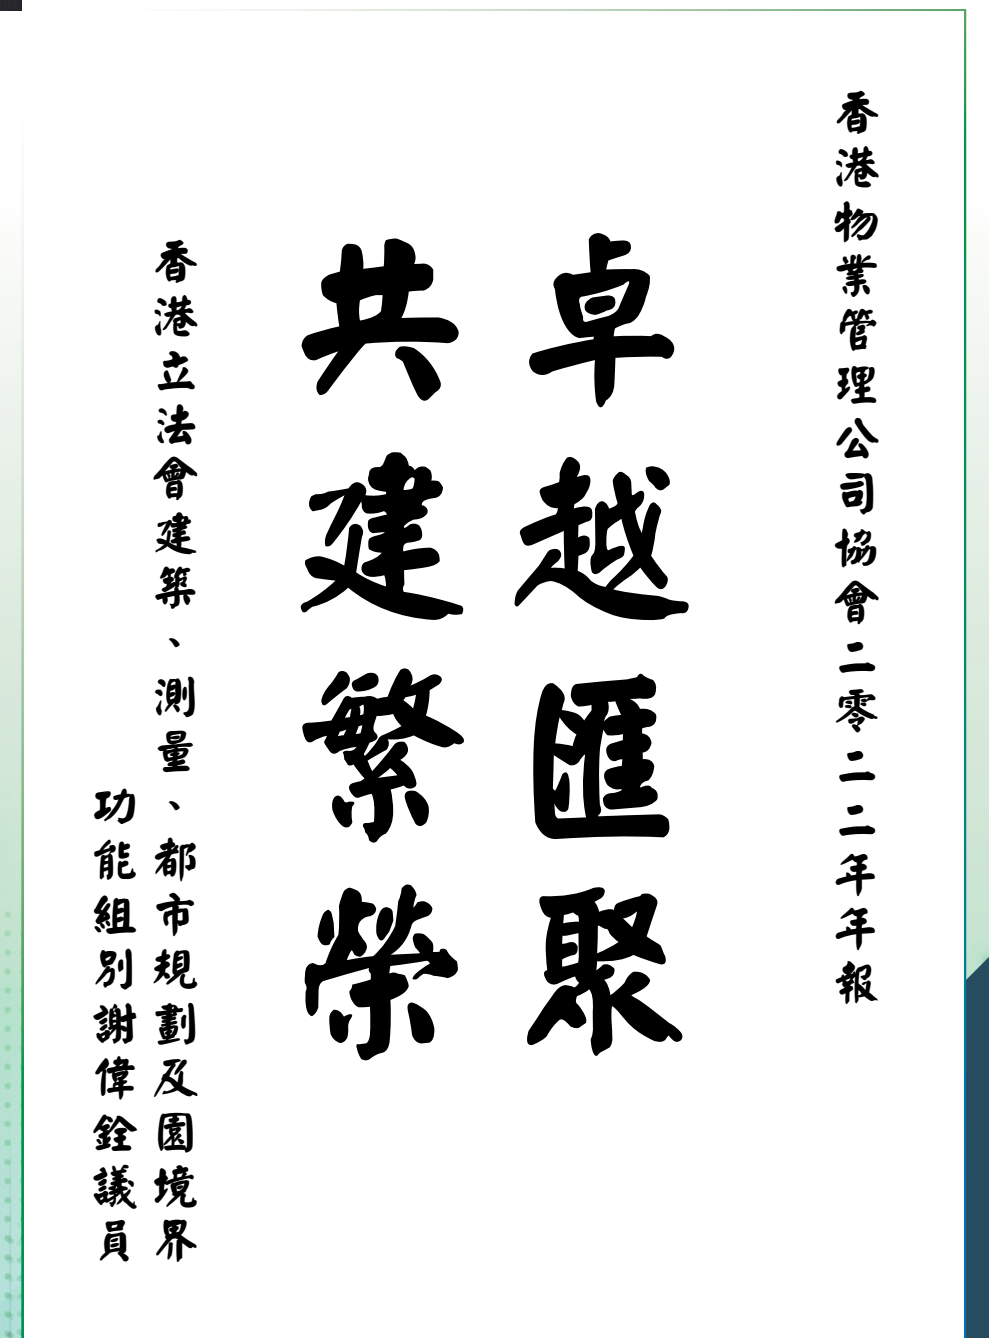 香港物業管理公司協會二零二二年年報
卓越匯聚
共建繁榮
香港立法會建築、測量、都市規劃及園境界
功能組別謝偉銓議員